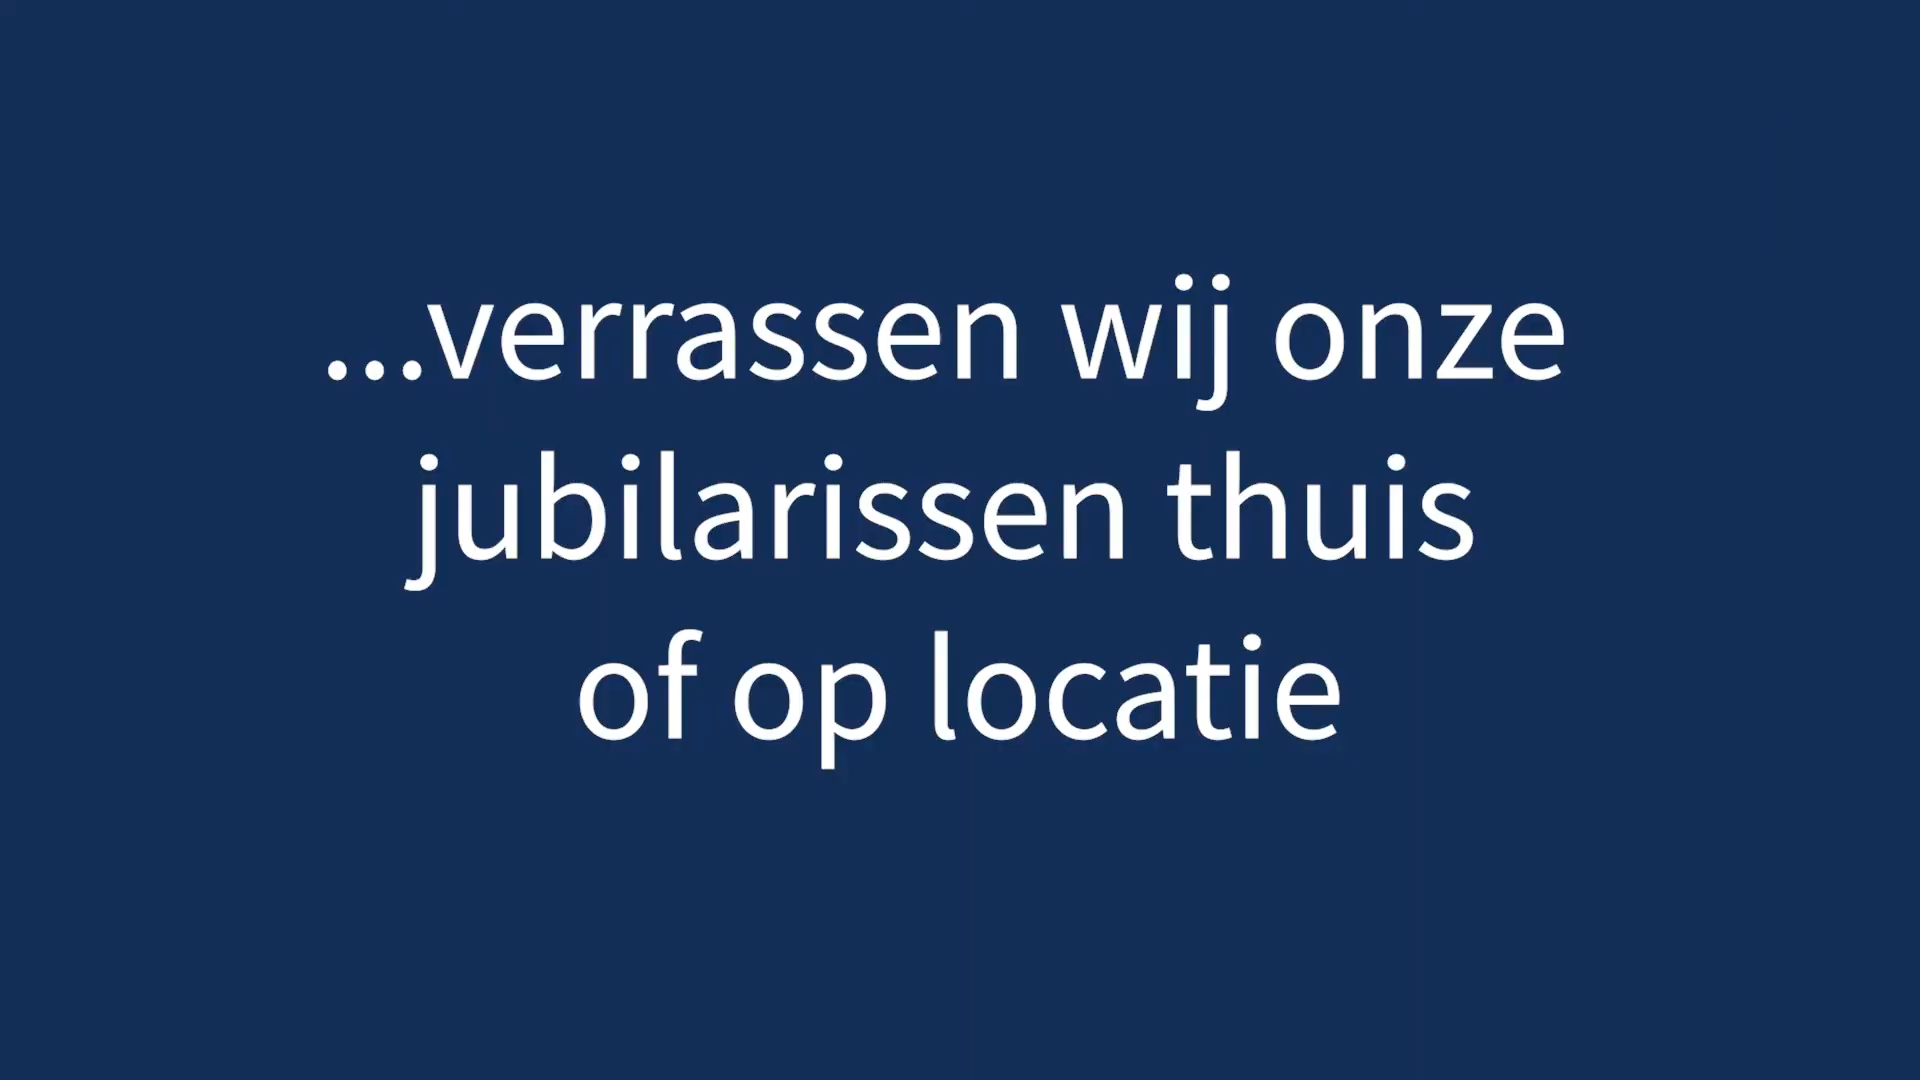 ...verrassen wij onze
jubilarissen thuis
of op locatie